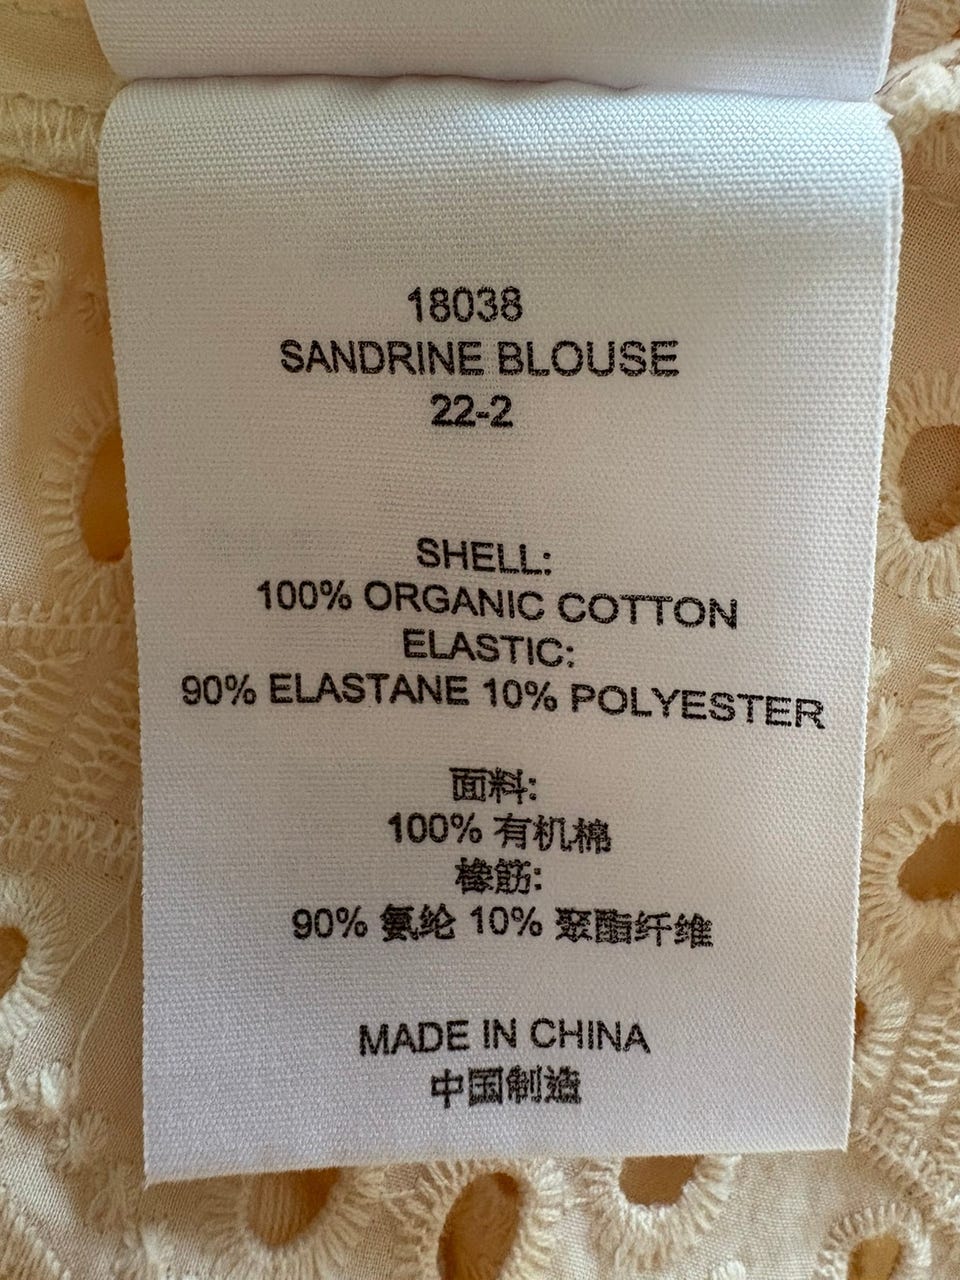 18038
SANDRINE BLOUSE
22-2
SHELL:
100% ORGANIC COTTON
ELASTIC:
90% ELASTANE 10% POLYESTER
面料:
100% 有机棉
橡筋:
90% 氨纶 10% 聚酯纤维
MADE IN CHINA
中国制造